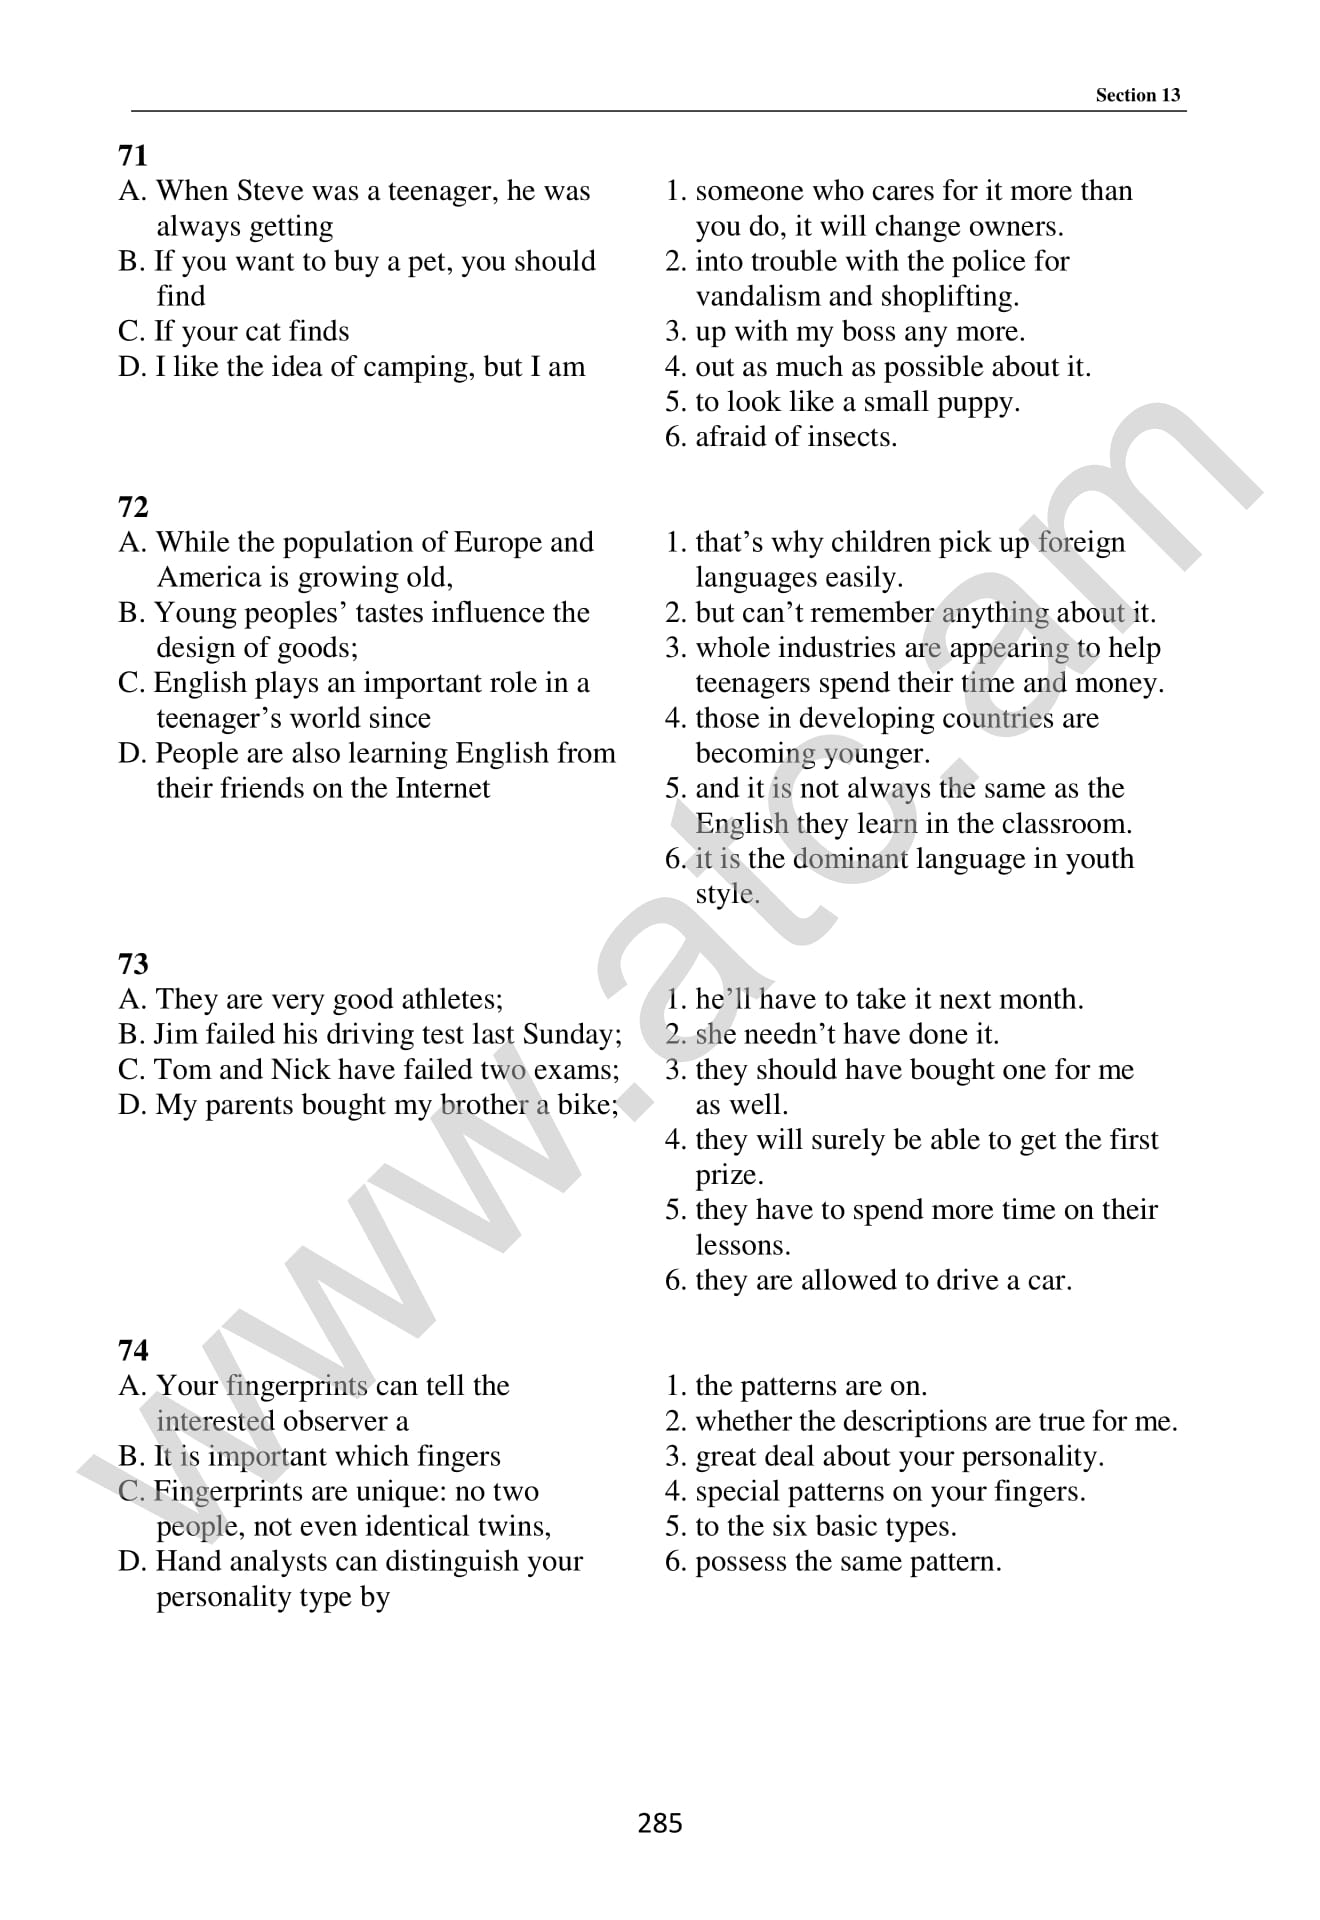 Section 13
71
A. When Steve was a teenager, he was
always getting
B. If you want to buy a pet, you should
find
C. If your cat finds
D. I like the idea of camping, but I am
1. someone who cares for it more than
you do, it will change owners.
2. into trouble with the police for
vandalism and shoplifting.
3. up with my boss any more.
4. out as much as possible about it.
5. to look like a small puppy.
6. afraid of insects.
72
A. While the population of Europe and
America is growing old,
B. Young peoples’ tastes influence the
design of goods;
C. English plays an important role in a
teenager’s world since
D. People are also learning English from
their friends on the Internet
1. that’s why children pick up foreign
languages easily.
2. but can’t remember anything about it.
3. whole industries are appearing to help
teenagers spend their time and money.
4. those in developing countries are
becoming younger.
5. and it is not always the same as the
English they learn in the classroom.
6. it is the dominant language in youth
style.
73
A. They are very good athletes;
B. Jim failed his driving test last Sunday;
C. Tom and Nick have failed two exams;
D. My parents bought my brother a bike;
1. he’ll have to take it next month.
2. she needn’t have done it.
3. they should have bought one for me
as well.
4. they will surely be able to get the first
prize.
5. they have to spend more time on their
lessons.
6. they are allowed to drive a car.
74
A. Your fingerprints can tell the
interested observer a
B. It is important which fingers
C. Fingerprints are unique: no two
people, not even identical twins,
D. Hand analysts can distinguish your
personality type by
1. the patterns are on.
2. whether the descriptions are true for me.
3. great deal about your personality.
4. special patterns on your fingers.
5. to the six basic types.
6. possess the same pattern.
285
www.atc.am